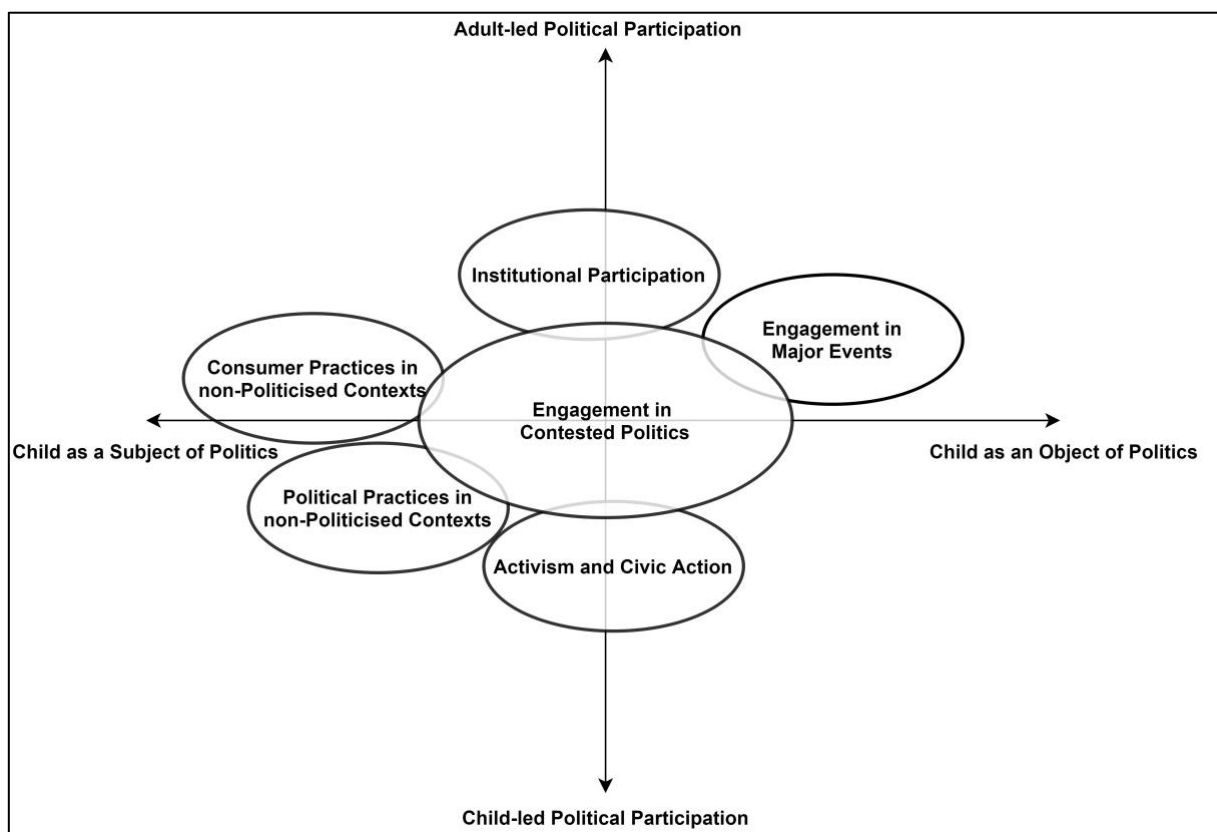 Adult-led Political Participation
Institutional Participation
Engagement in
Major Events
Consumer Practices in
non-Politicised Contexts
Engagement in
Contested Politics
Child as a Subject of Politics
Child as an Object of Politics
Political Practices in
non-Politicised Contexts
Activism and Civic Action
Child-led Political Participation